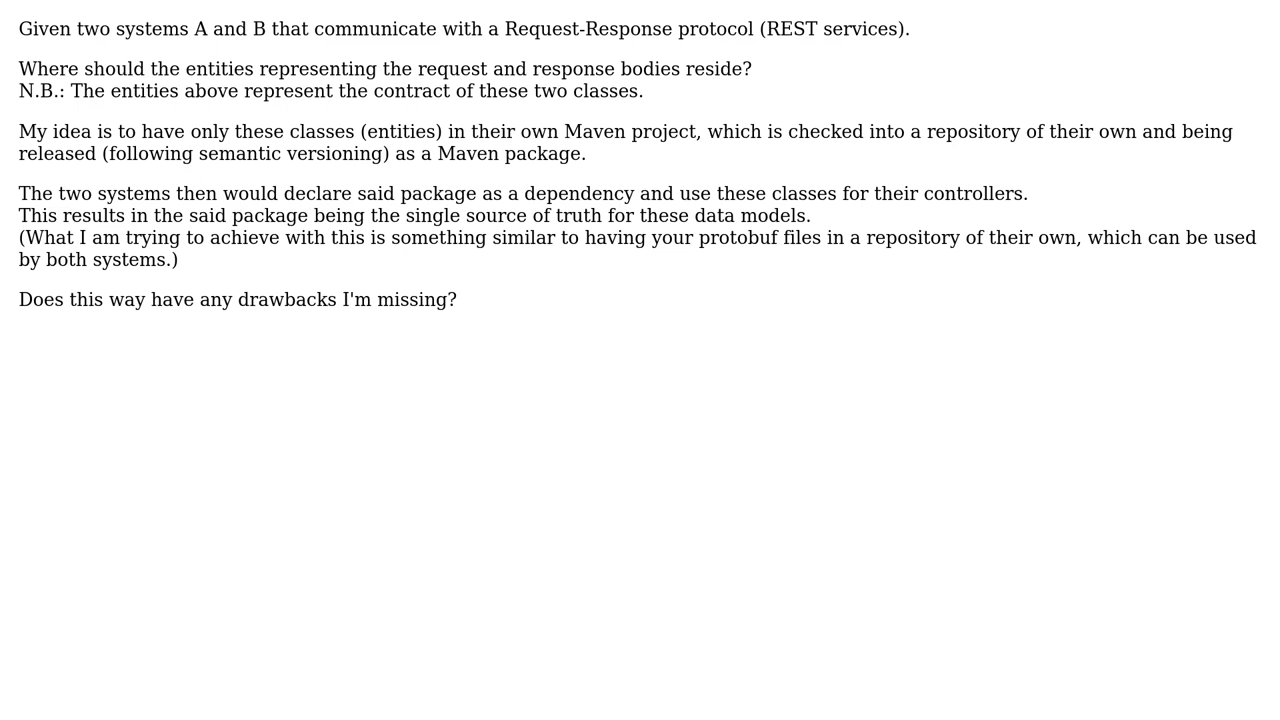 Given two systems A and B that communicate with a Request-Response protocol (REST services).
Where should the entities representing the request and response bodies reside?
N.B.: The entities above represent the contract of these two classes.
My idea is to have only these classes (entities) in their own Maven project, which is checked into a repository of their own and being
released (following semantic versioning) as a Maven package.
The two systems then would declare said package as a dependency and use these classes for their controllers.
This results in the said package being the single source of truth for these data models.
(What I am trying to achieve with this is something similar to having your protobuf files in a repository of their own, which can be used
by both systems.)
Does this way have any drawbacks I'm missing?